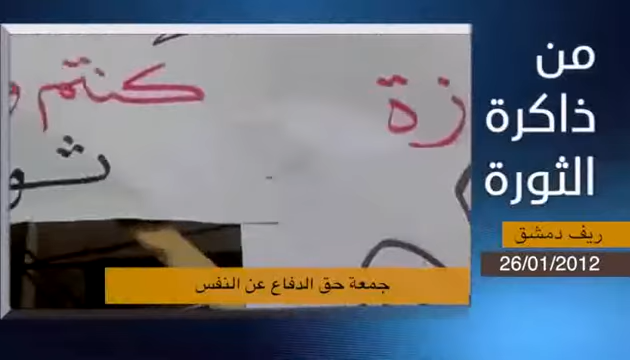 من
ذاكرة
الثورة
ريف دمشق
26/01/2012
كنتم
جمعة حق الدفاع عن النفس